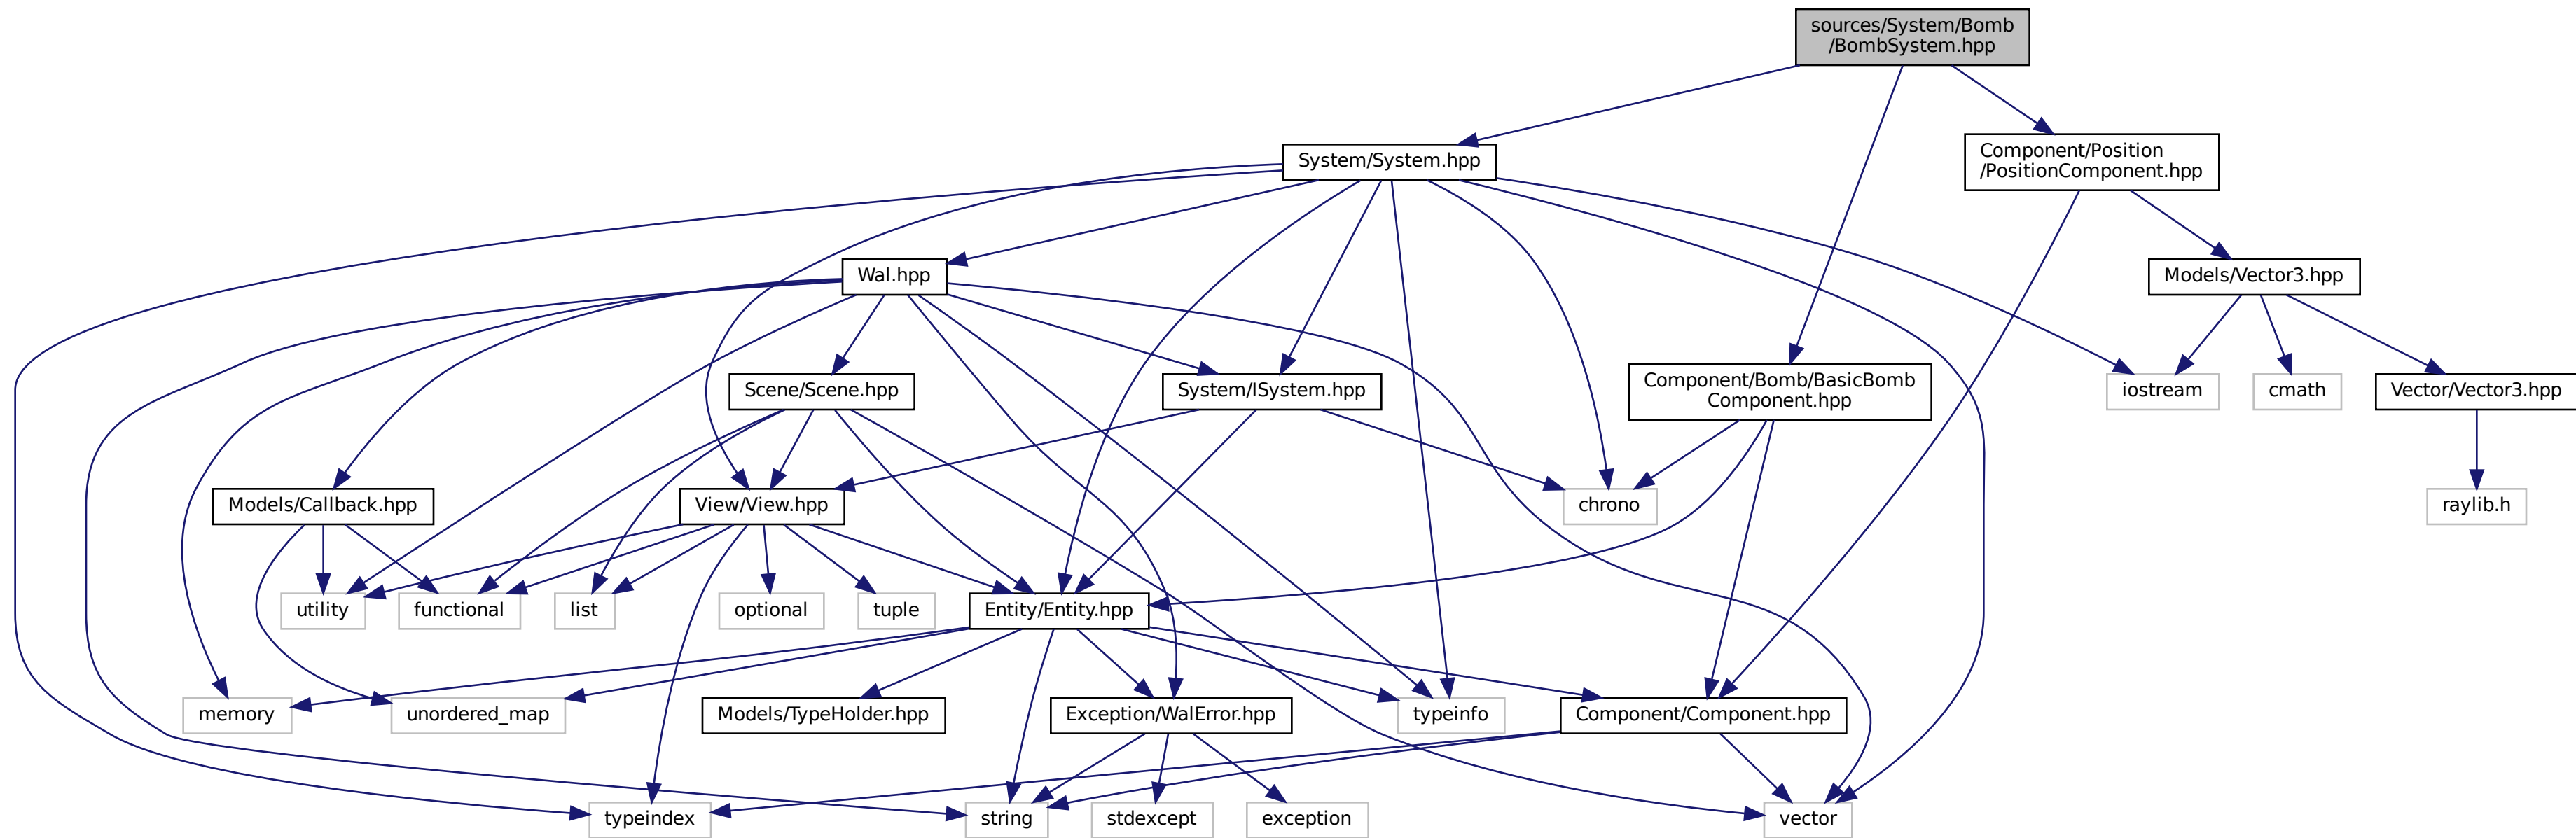 sources/System/Bomb
/BombSystem.hpp
System/System.hpp
Component/Position
/PositionComponent.hpp
Wal.hpp
Models/Vector3.hpp
Scene/Scene.hpp
System/ISystem.hpp
Component/Bomb/BasicBomb
Component.hpp
iostream
cmath
Vector/Vector3.hpp
Models/Callback.hpp
View/View.hpp
chrono
raylib.h
utility
functional
list
optional
tuple
Entity/Entity.hpp
memory
unordered_map
Models/TypeHolder.hpp
Exception/WalError.hpp
typeinfo
Component/Component.hpp
typeindex
string
stdexcept
exception
vector